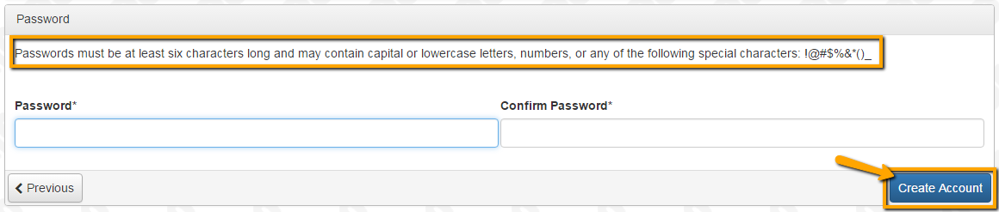 Password
Passwords must be at least six characters long and may contain capital or lowercase letters, numbers, or any of the following special characters: !@#$%&*()_
Password* Confirm Password*
Previous Create Account